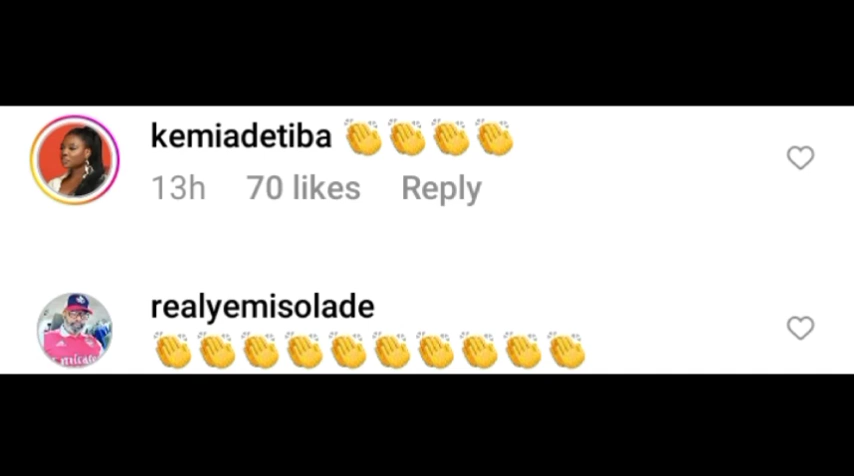 kemiadetiba 👏👏👏👏
13h 70 likes Reply
realyemisolade
👏👏👏👏👏👏👏👏👏👏